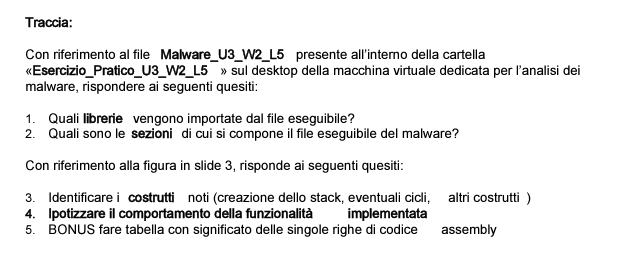 Traccia:
Con riferimento al file Malware_U3_W2_L5 presente all'interno della cartella
«Esercizio_Pratico_U3_W2_L5 » sul desktop della macchina virtuale dedicata per l'analisi dei
malware, rispondere ai seguenti quesiti:
1. Quali librerie vengono importate dal file eseguibile?
2. Quali sono le sezioni di cui si compone il file eseguibile del malware?
Con riferimento alla figura in slide 3, risponde ai seguenti quesiti:
3. Identificare i costrutti noti (creazione dello stack, eventuali cicli, altri costrutti )
4. Ipotizzare il comportamento della funzionalità implementata
5. BONUS fare tabella con significato delle singole righe di codice assembly